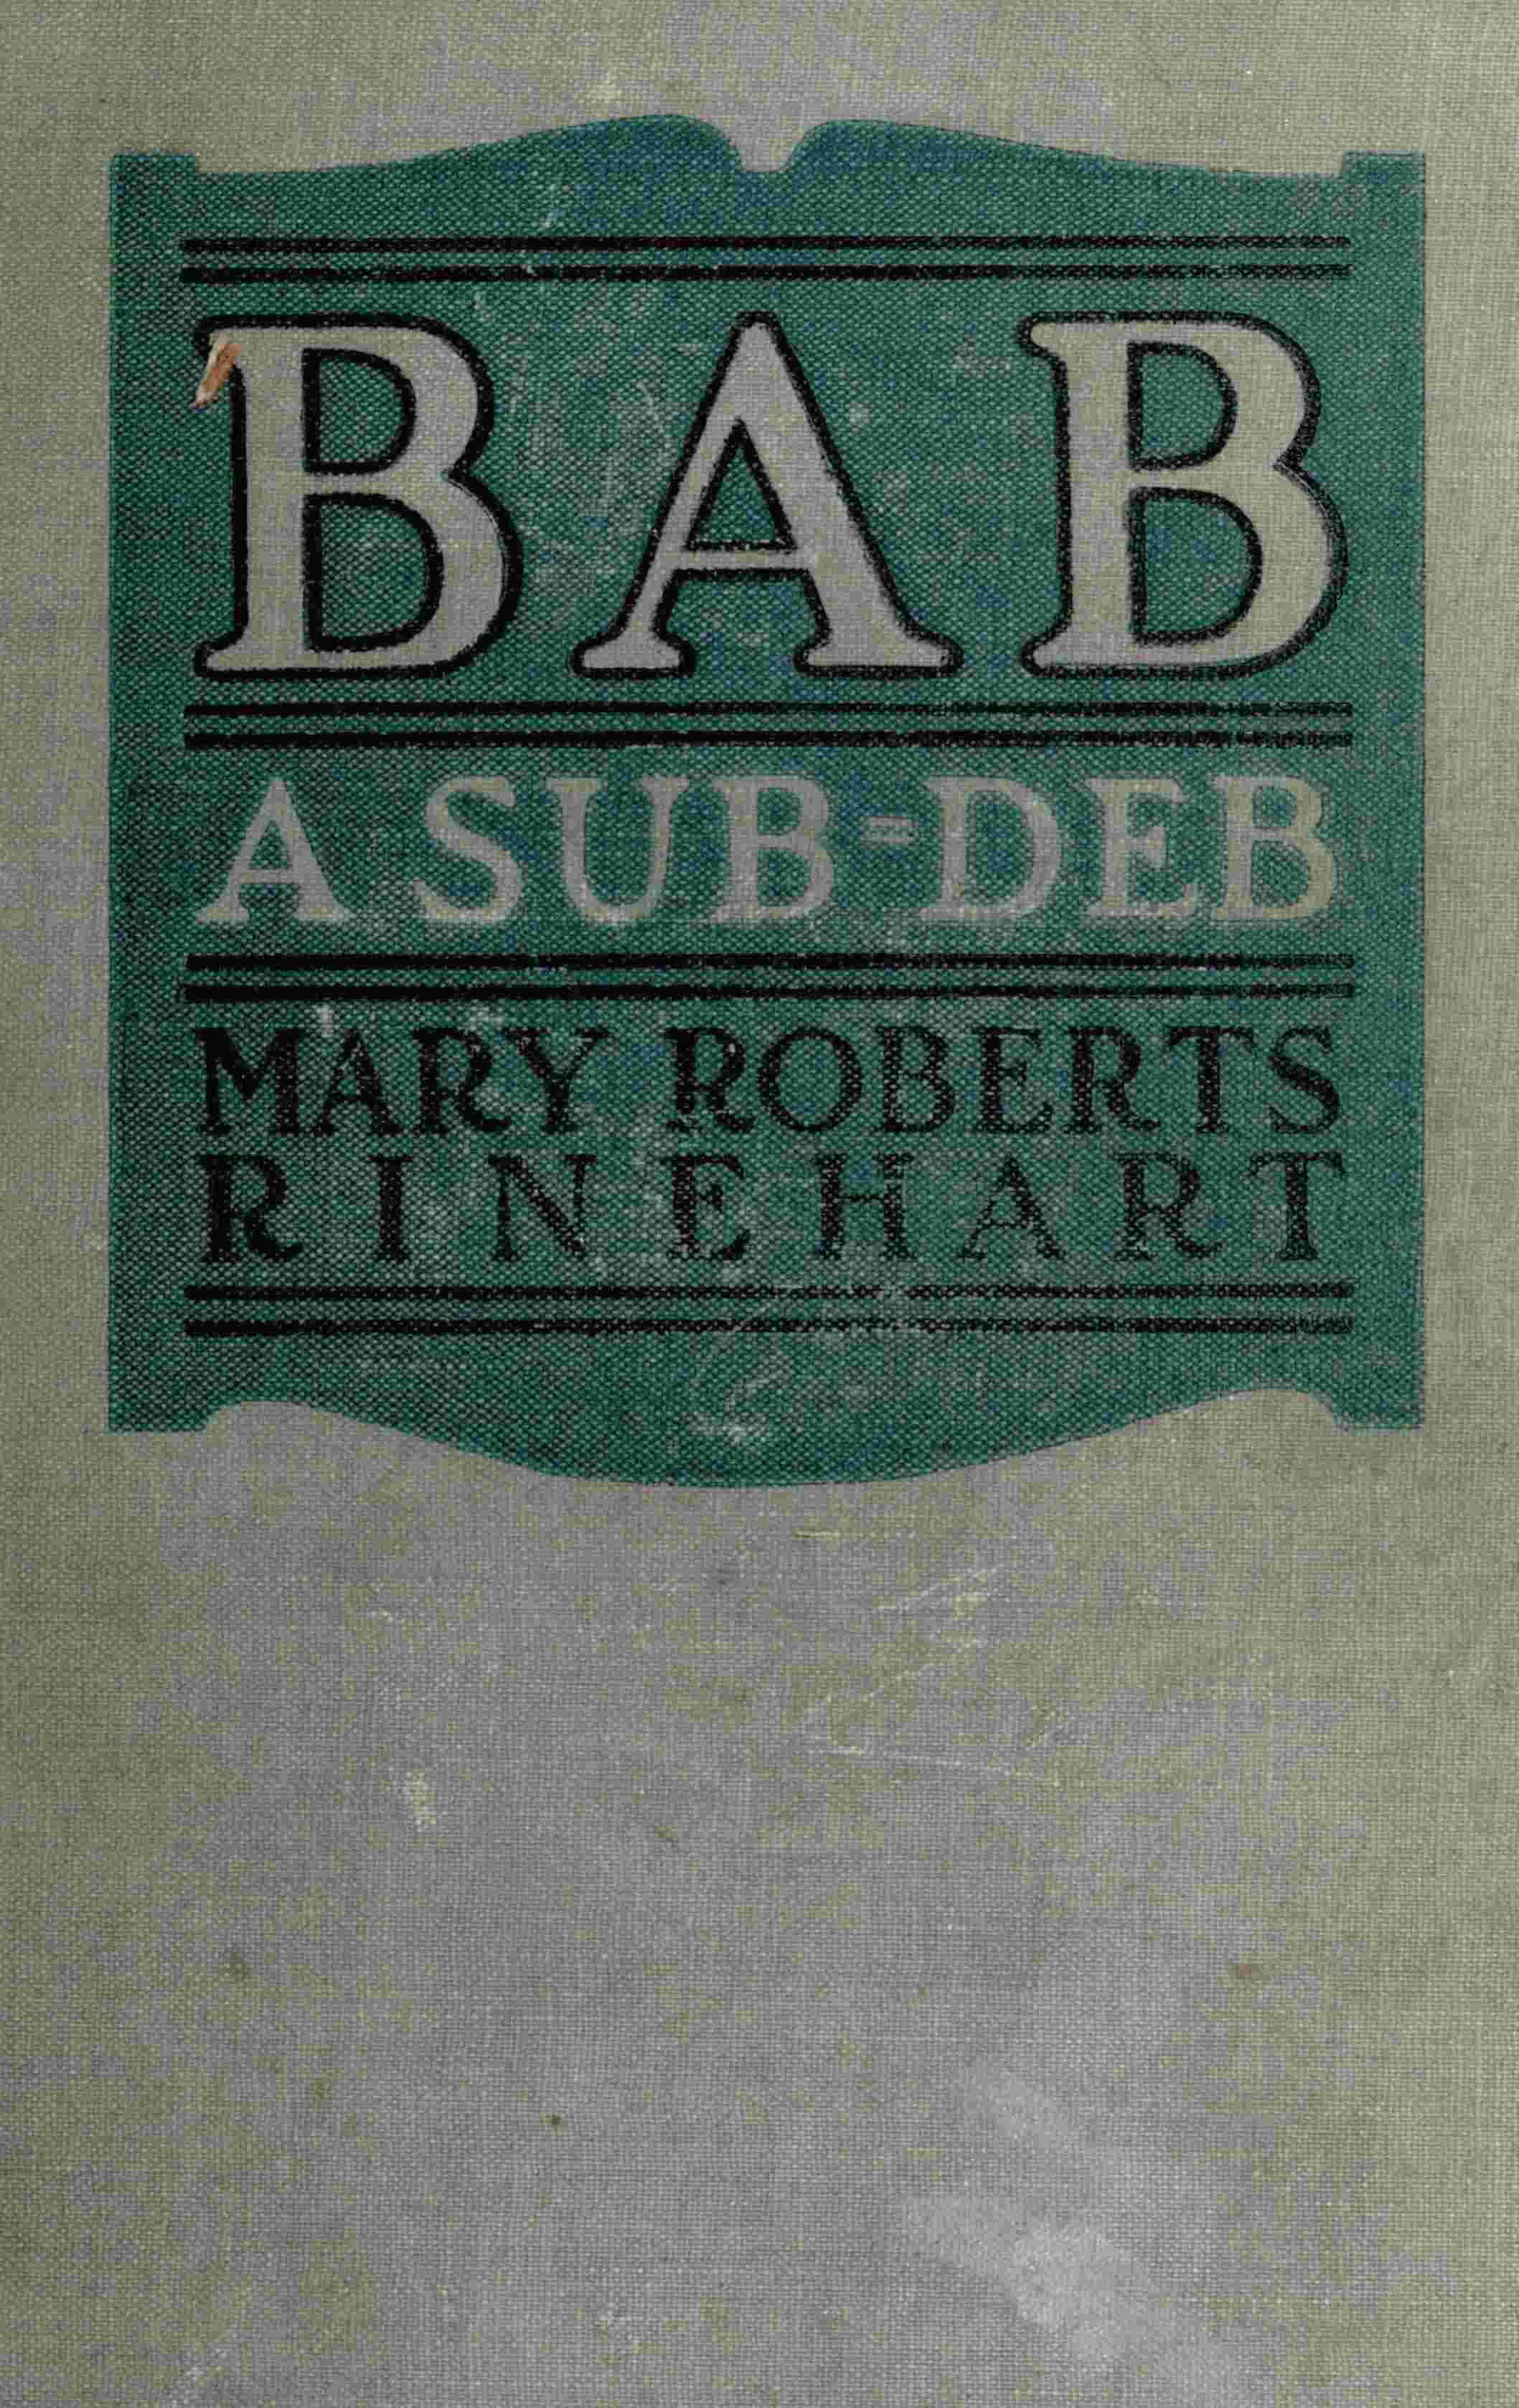 BAB
A SUB=DEB
MARY ROBERTS
RINEHART